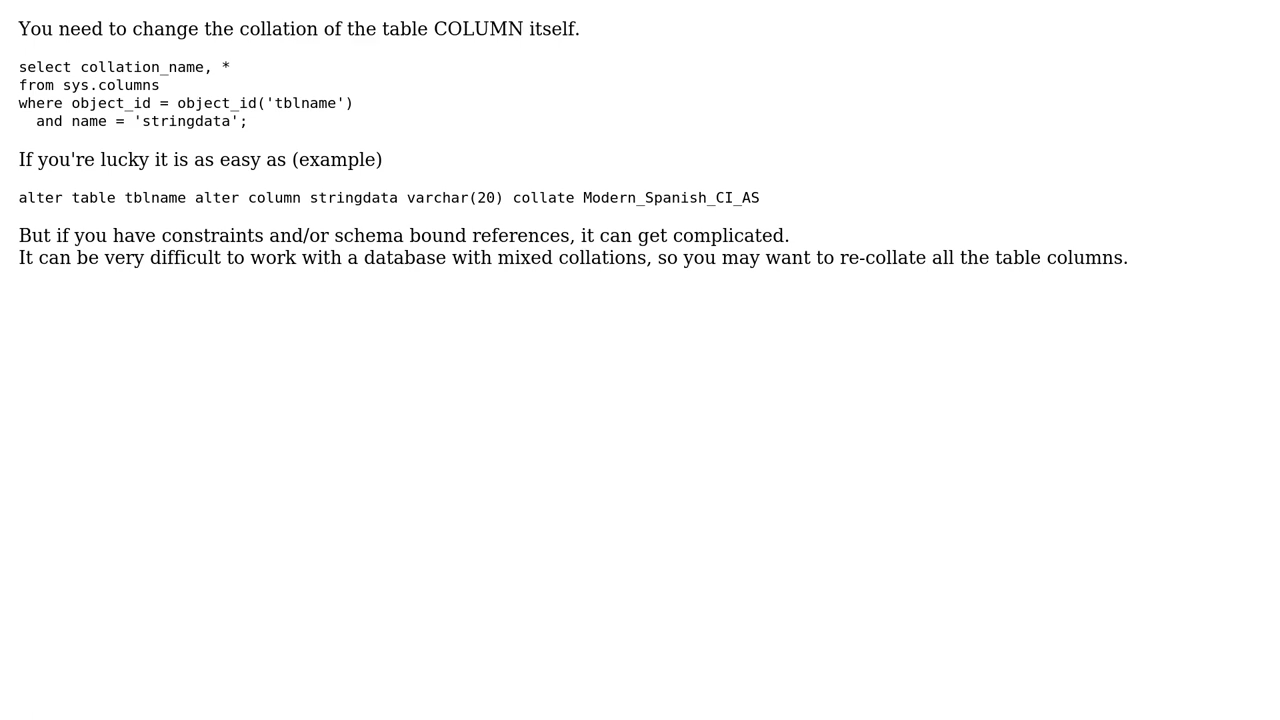 You need to change the collation of the table COLUMN itself.
select collation_name, *
from sys.columns
where object_id = object_id('tblname')
  and name = 'stringdata';
If you're lucky it is as easy as (example)
alter table tblname alter column stringdata varchar(20) collate Modern_Spanish_CI_AS
But if you have constraints and/or schema bound references, it can get complicated.
It can be very difficult to work with a database with mixed collations, so you may want to re-collate all the table columns.